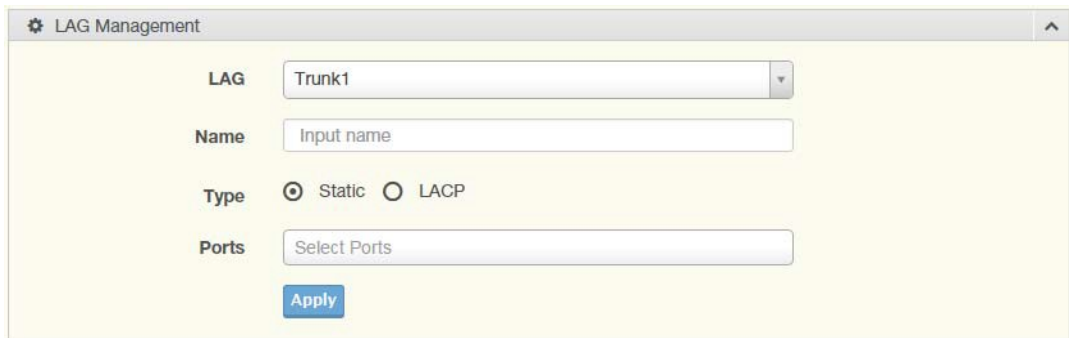 LAG Management
LAG Trunk1
Name Input name
Type Static LACP
Ports Select Ports
Apply